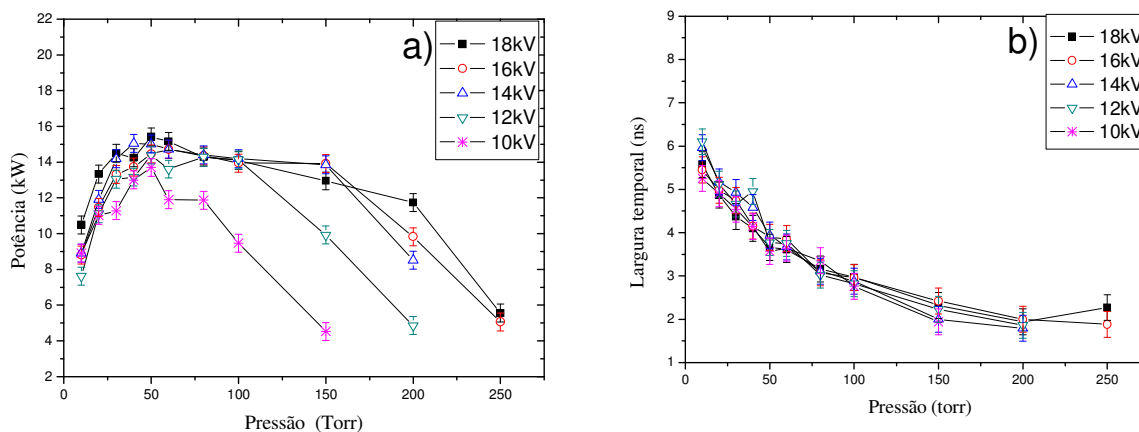 a)
18kV
16kV
14kV
12kV
10kV
22
20
18
16
14
12
10
8
6
4
2
0
50
100
150
200
250
Potência (kW)
Pressão (Torr)
b)
18kV
16kV
14kV
12kV
10kV
9
8
7
6
5
4
3
2
1
0
50
100
150
200
250
Largura temporal (ns)
Pressão (torr)